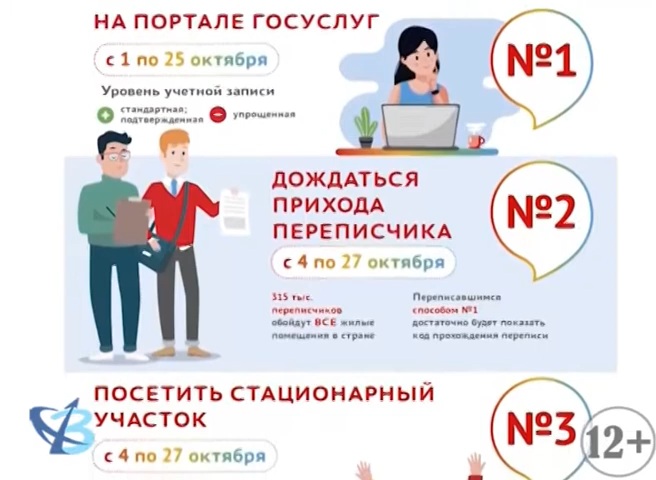 НА ПОРТАЛЕ ГОСУСЛУГ
с 1 по 25 октября
Уровень учетной записи
стандартная;
подтвержденная
упрощенная
№1
ДОЖДАТЬСЯ
ПРИХОДА
ПЕРЕПИСЧИКА
с 4 по 27 октября
№2
315 тыс.
переписчиков
обойдут ВСЕ жилые
помещения в стране
Переписавшимся
способом №1
достаточно будет показать
код прохождения переписи
ПОСЕТИТЬ СТАЦИОНАРНЫЙ
УЧАСТОК
с 4 по 27 октября
№3
12+